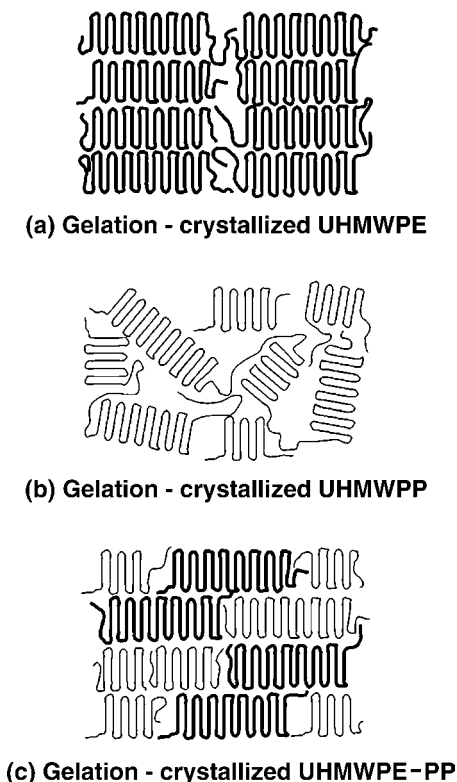 (a) Gelation - crystallized UHMWPE
(b) Gelation - crystallized UHMWPP
(c) Gelation - crystallized UHMWPE-PP